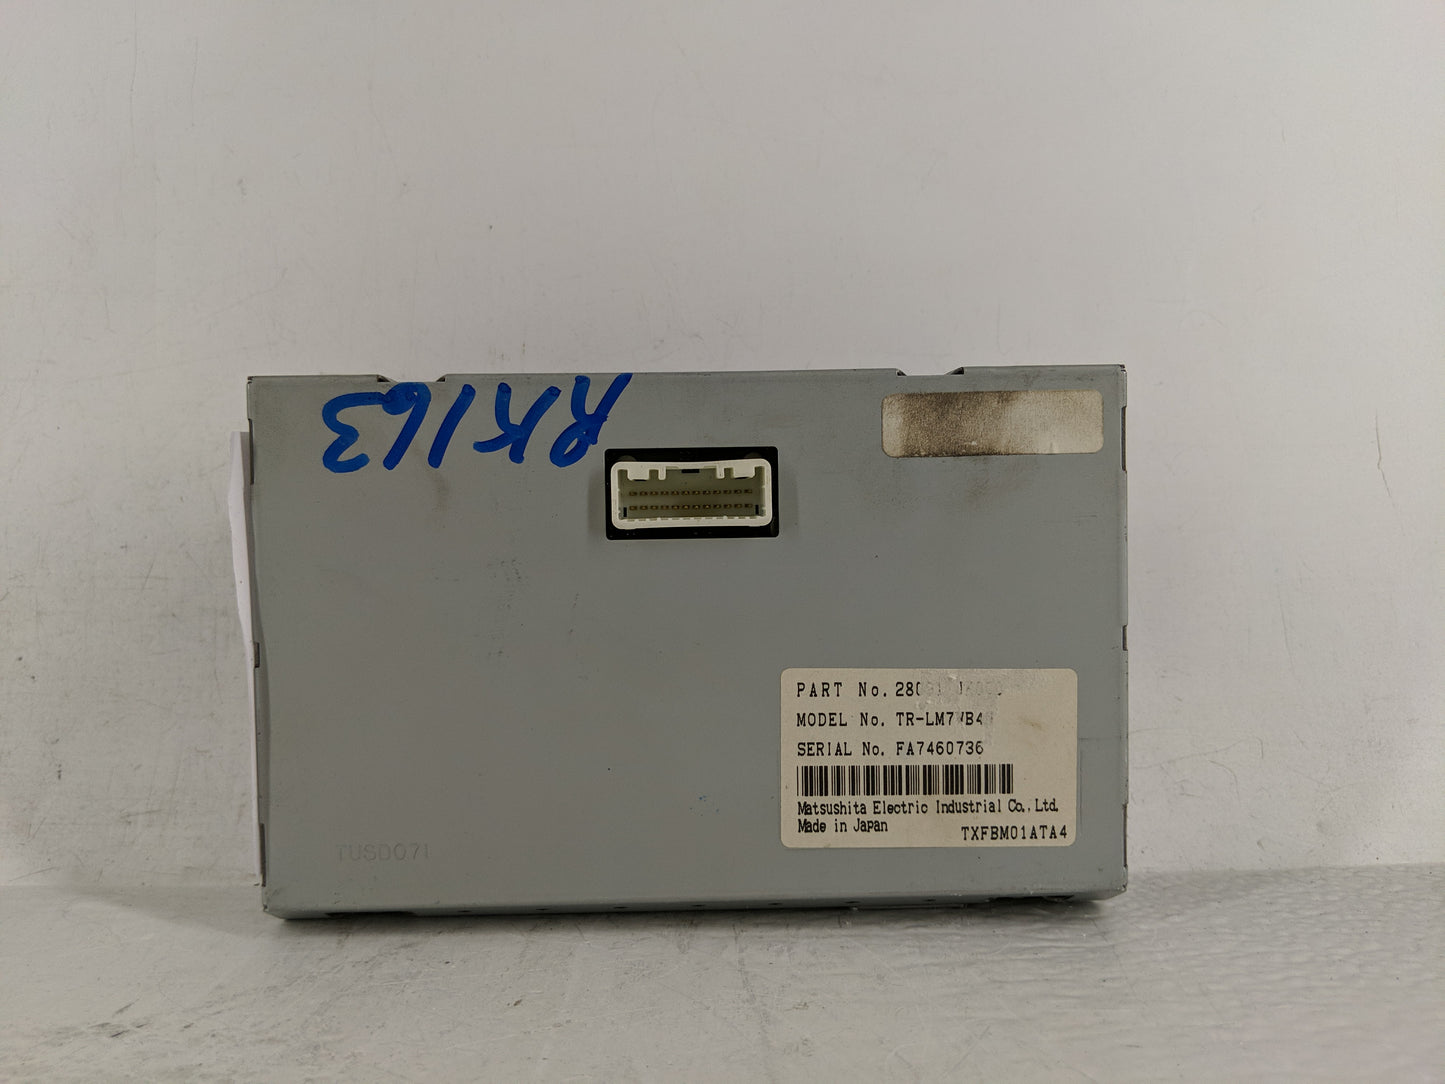 RK163
PART No.
MODEL No.
SERIAL No. FA7460736
Matsushita Electric Industrial Co., Ltd.
Made in Japan
TXFBM01ATA4
TUSD071